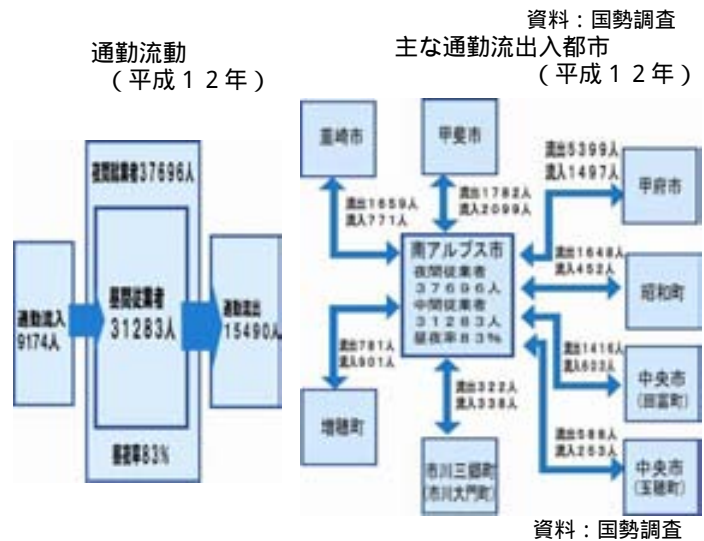 資料：国勢調査
通勤流動
（平成１２年）
主な通勤流出入都市
（平成１２年）
夜間就業者37696人
昼間従業者
31283人
通勤流入
9174人
通勤流出
15490人
昼夜率83%
韮崎市
甲斐市
流出5399人
流入1497人
甲府市
流出1659人
流入771人
流出1782人
流入2099人
南アルプス市
夜間従業者
３７６９６人
中間従業者
３１２８３人
昼夜率８３％
流出1648人
流入452人
昭和町
流出781人
流入901人
流出1416人
流入603人
中央市
（田富町）
流出322人
流入338人
増穂町
市川三郷町
（市川大門町）
流出588人
流入253人
中央市
（玉穂町）
資料：国勢調査